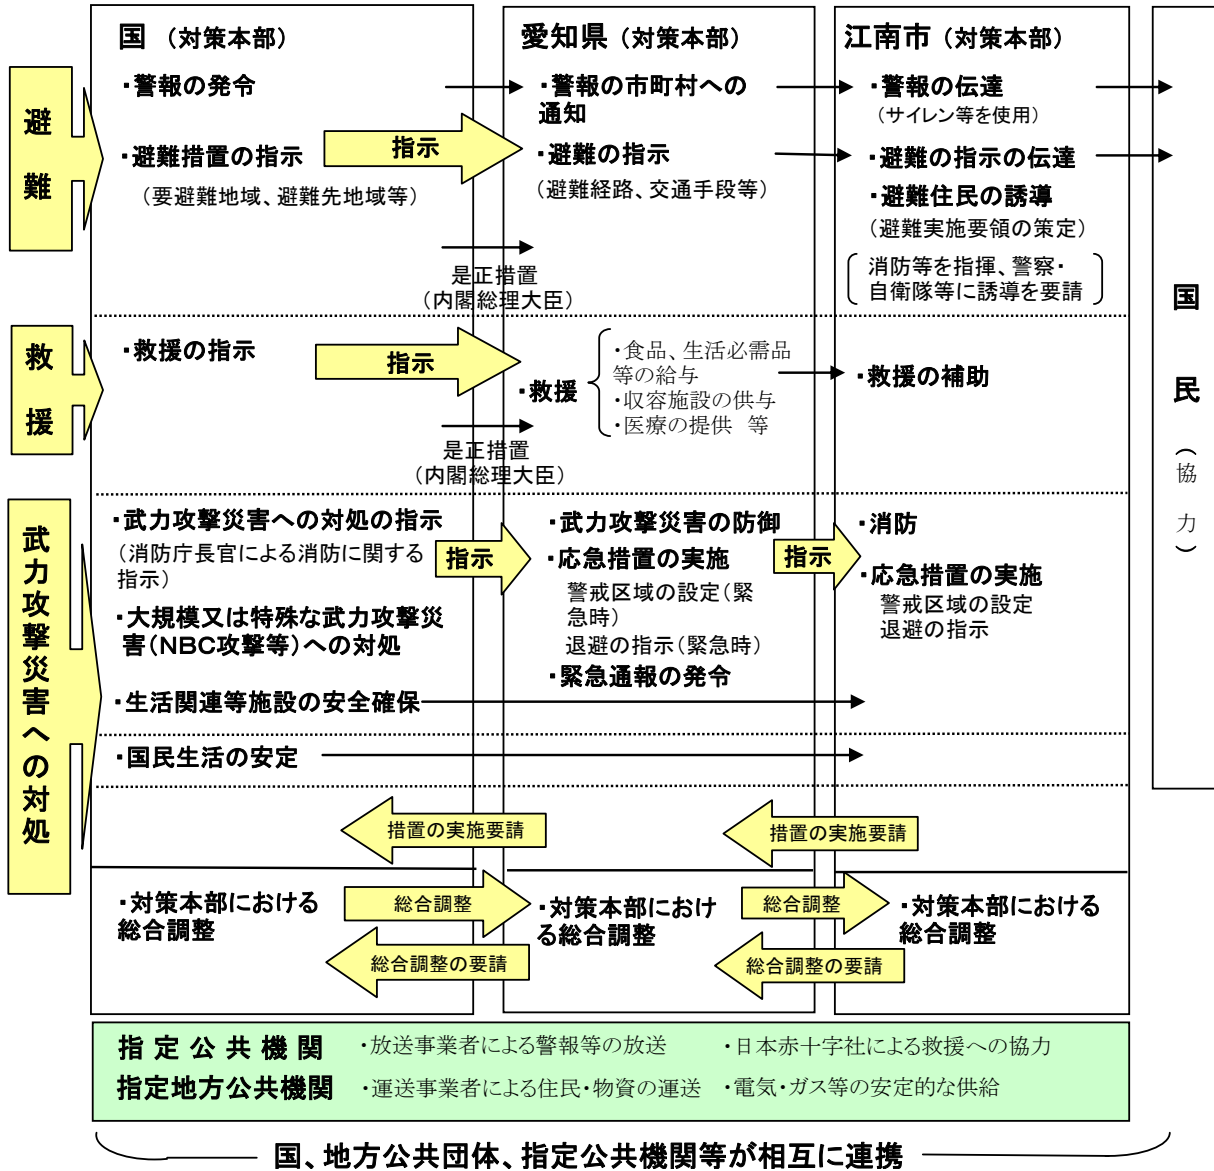 国 （対策本部）
愛知県（対策本部）
江南市（対策本部）
避難
・警報の発令
・警報の市町村への
通知
・警報の伝達
（サイレン等を使用）
・避難措置の指示
（要避難地域、避難先地域等）
指示
・避難の指示
（避難経路、交通手段等）
・避難の指示の伝達
・避難住民の誘導
（避難実施要領の策定）
消防等を指揮、警察・
自衛隊等に誘導を要請
是正措置
（内閣総理大臣）
救援
・救援の指示
指示
・救援
・食品、生活必需品
等の給与
・収容施設の供与
・医療の提供　等
・救援の補助
是正措置
（内閣総理大臣）
武力攻撃災害への対処
・武力攻撃災害への対処の指示
（消防庁長官による消防に関する
指示）
・大規模又は特殊な武力攻撃災
害（ＮＢＣ攻撃等）への対処
・生活関連等施設の安全確保
指示
・武力攻撃災害の防御
・応急措置の実施
警戒区域の設定（緊
急時）
退避の指示（緊急時）
・緊急通報の発令
指示
・消防
・応急措置の実施
警戒区域の設定
退避の指示
・国民生活の安定
措置の実施要請
措置の実施要請
・対策本部における
総合調整
総合調整
総合調整の要請
・対策本部におけ
る総合調整
総合調整
総合調整の要請
・対策本部における
総合調整
国民（協力）
指定公共機関
・放送事業者による警報等の放送
・日本赤十字社による救援への協力
指定地方公共機関
・運送事業者による住民・物資の運送
・電気・ガス等の安定的な供給
国、地方公共団体、指定公共機関等が相互に連携